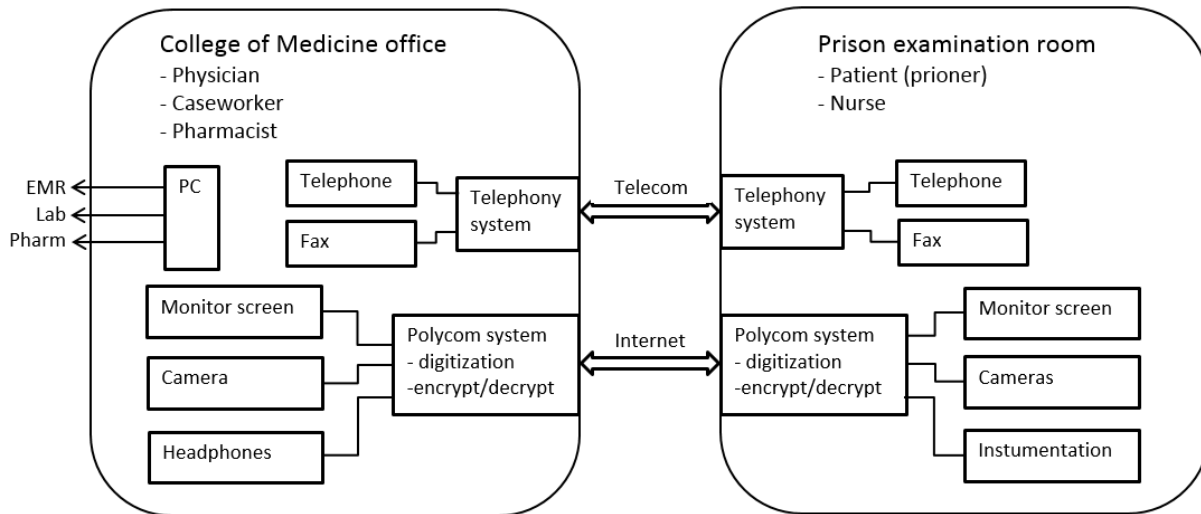 College of Medicine office
- Physician
- Caseworker
- Pharmacist
EMR
Lab
Pharm
PC
Telephone
Fax
Telephony
system
Monitor screen
Camera
Headphones
Polycom system
- digitization
-encrypt/decrypt
Telecom
Internet
Prison examination room
- Patient (prioner)
- Nurse
Telephony
system
Telephone
Fax
Polycom system
- digitization
-encrypt/decrypt
Monitor screen
Cameras
Instumentation